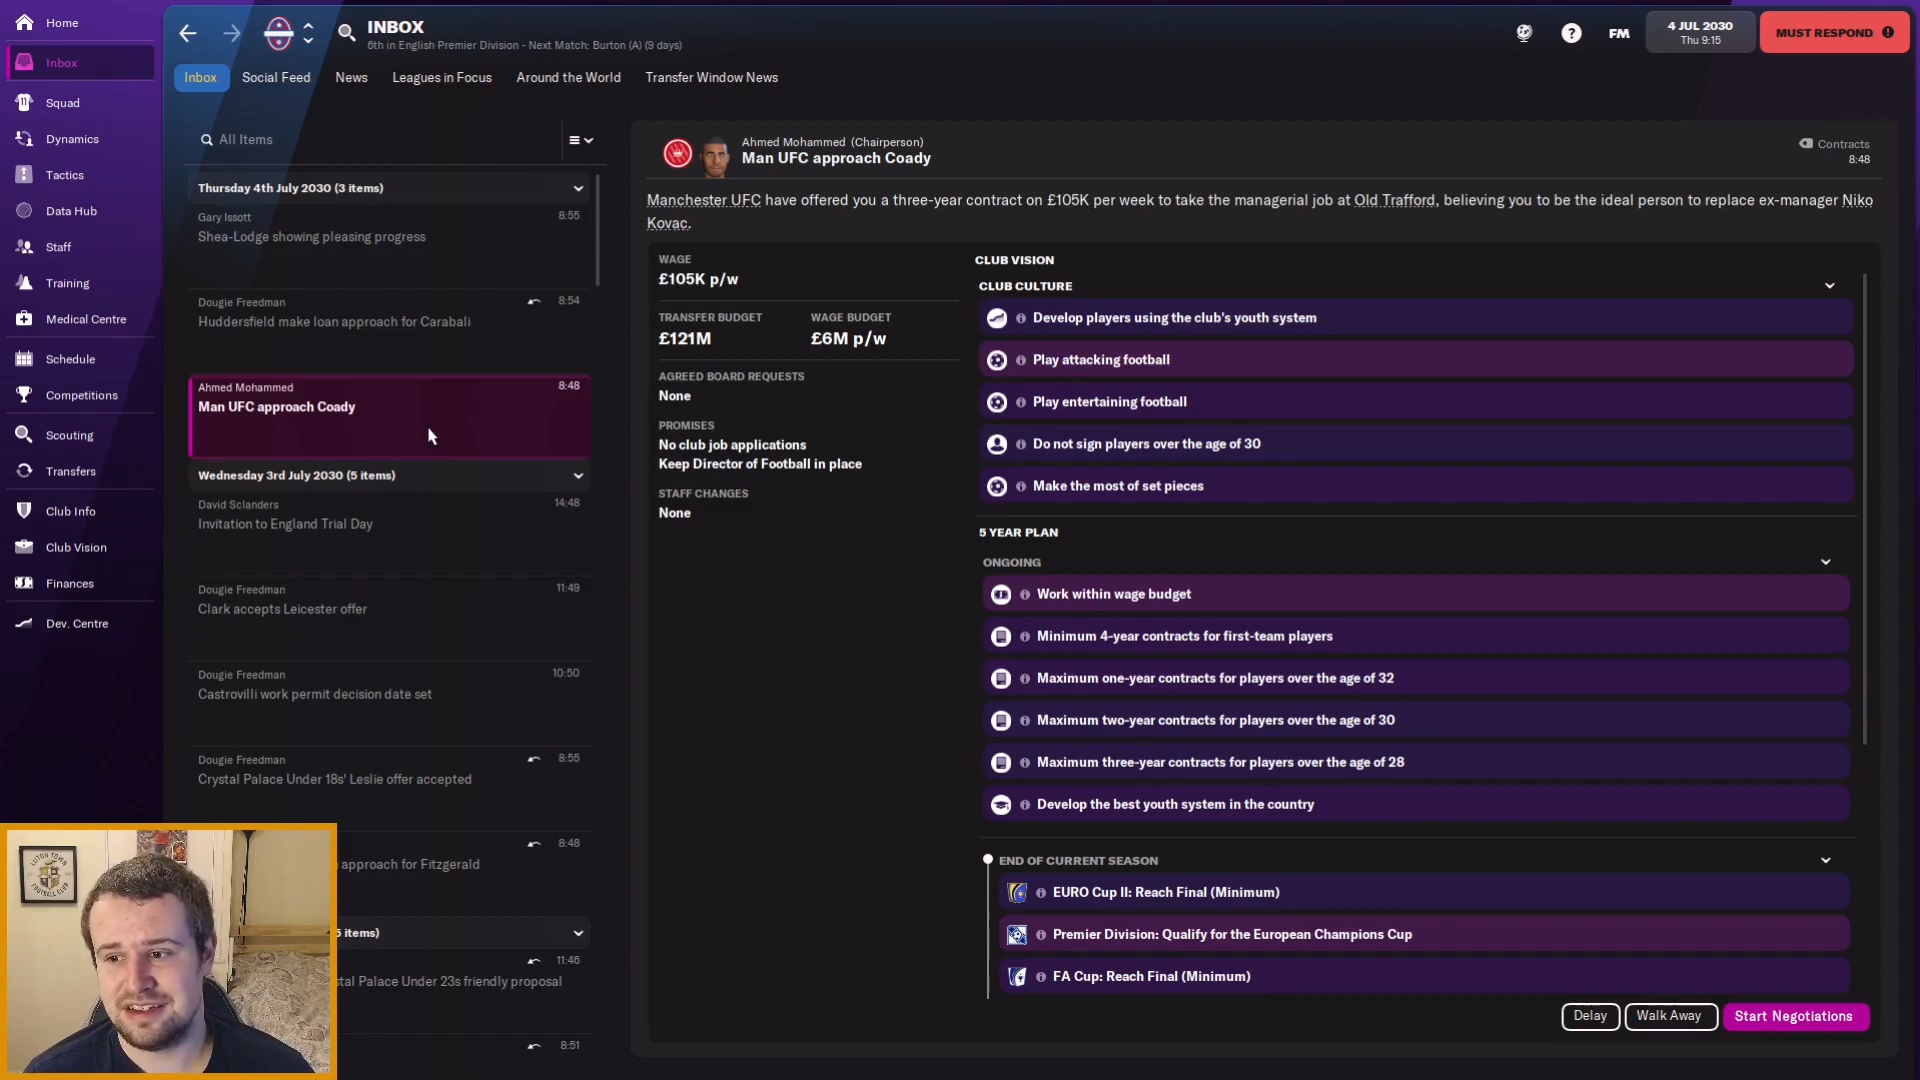 Home
Inbox
Squad
Dynamics
Tactics
Data Hub
Staff
Training
Medical Centre
Schedule
Competitions
Scouting
Transfers
Club Info
Club Vision
Finances
Dev. Centre
INBOX
6th in English Premier Division - Next Match: Burton (A) (9 days)
FM
4 JUL 2030
Thu 9:15
MUST RESPOND
Inbox
Social Feed
News
Leagues in Focus
Around the World
Transfer Window News
All Items
Thursday 4th July 2030 (3 items)
Gary Issott 8:55
Shea-Lodge showing pleasing progress
Dougie Freedman 8:54
Huddersfield make loan approach for Carabali
Ahmed Mohammed 8:48
Man UFC approach Coady
Wednesday 3rd July 2030 (5 items)
David Sclanders 14:48
Invitation to England Trial Day
Dougie Freedman 11:49
Clark accepts Leicester offer
Dougie Freedman 10:50
Castrovilli work permit decision date set
Dougie Freedman 8:55
Crystal Palace Under 18s' Leslie offer accepted
8:48
approach for Fitzgerald
items)
11:46
stal Palace Under 23s friendly proposal
8:51
LUTON TOWN
FOOTBALL CLUB
Ahmed Mohammed (Chairperson)
Man UFC approach Coady
Contracts
8:48
Manchester UFC have offered you a three-year contract on £105K per week to take the managerial job at Old Trafford, believing you to be the ideal person to replace ex-manager Niko
Kovac.
WAGE
£105K p/w
TRANSFER BUDGET
£121M
WAGE BUDGET
£6M p/w
AGREED BOARD REQUESTS
None
PROMISES
No club job applications
Keep Director of Football in place
STAFF CHANGES
None
CLUB VISION
CLUB CULTURE
Develop players using the club's youth system
Play attacking football
Play entertaining football
Do not sign players over the age of 30
Make the most of set pieces
5 YEAR PLAN
ONGOING
Work within wage budget
Minimum 4-year contracts for first-team players
Maximum one-year contracts for players over the age of 32
Maximum two-year contracts for players over the age of 30
Maximum three-year contracts for players over the age of 28
Develop the best youth system in the country
END OF CURRENT SEASON
EURO Cup II: Reach Final (Minimum)
Premier Division: Qualify for the European Champions Cup
FA Cup: Reach Final (Minimum)
Delay
Walk Away
Start Negotiations